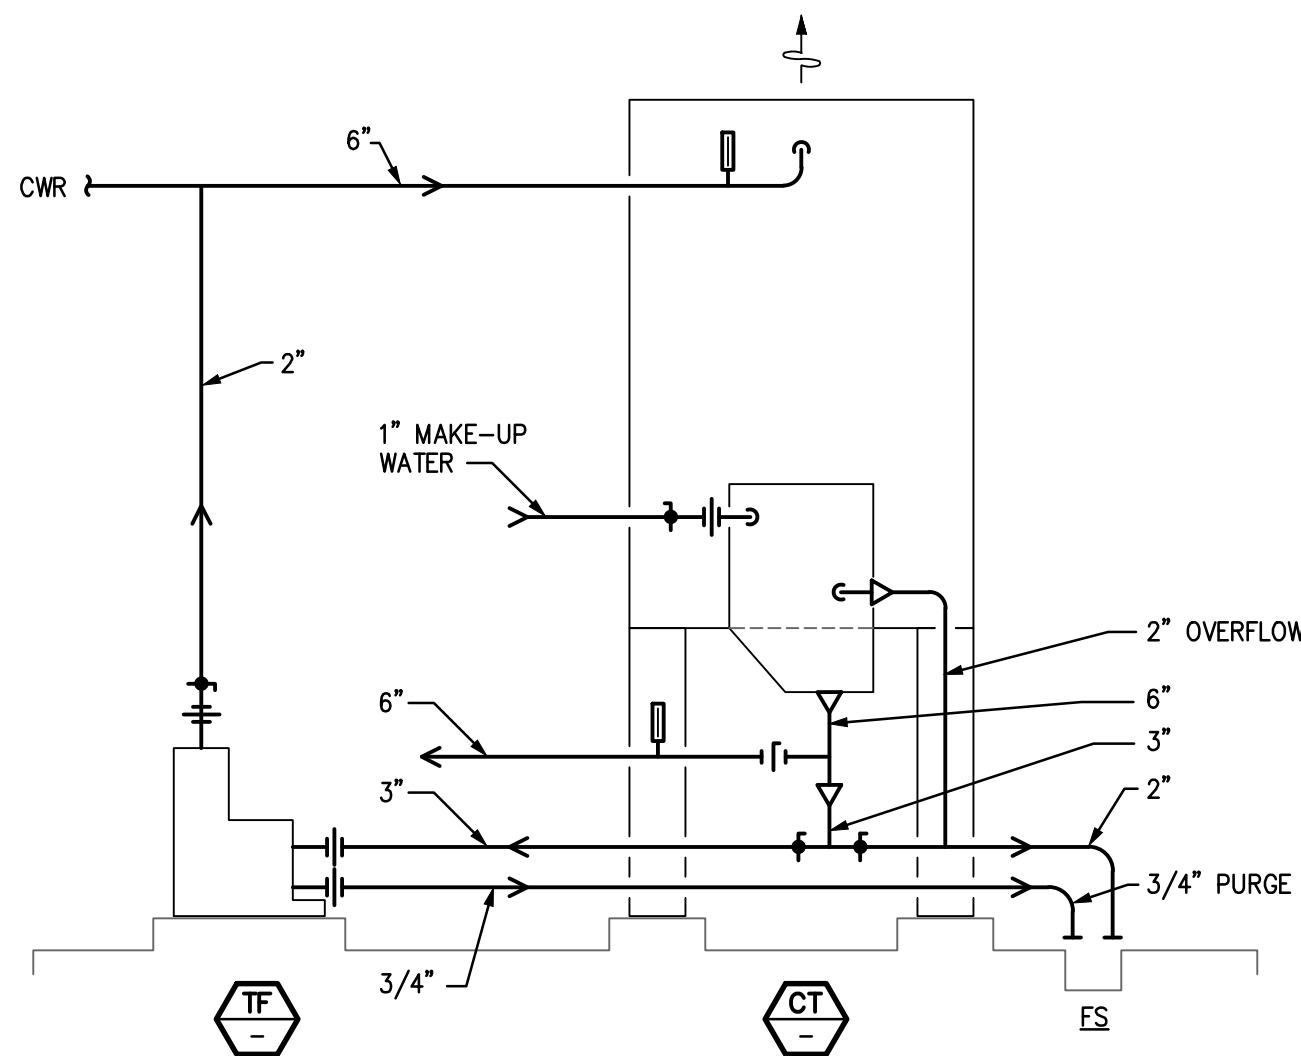 6”
CWR
2”
1” MAKE–UP
WATER
2” OVERFLOW
6”
6”
3”
3”
2”
3/4” PURGE
3/4”
TF
–
CT
–
FS